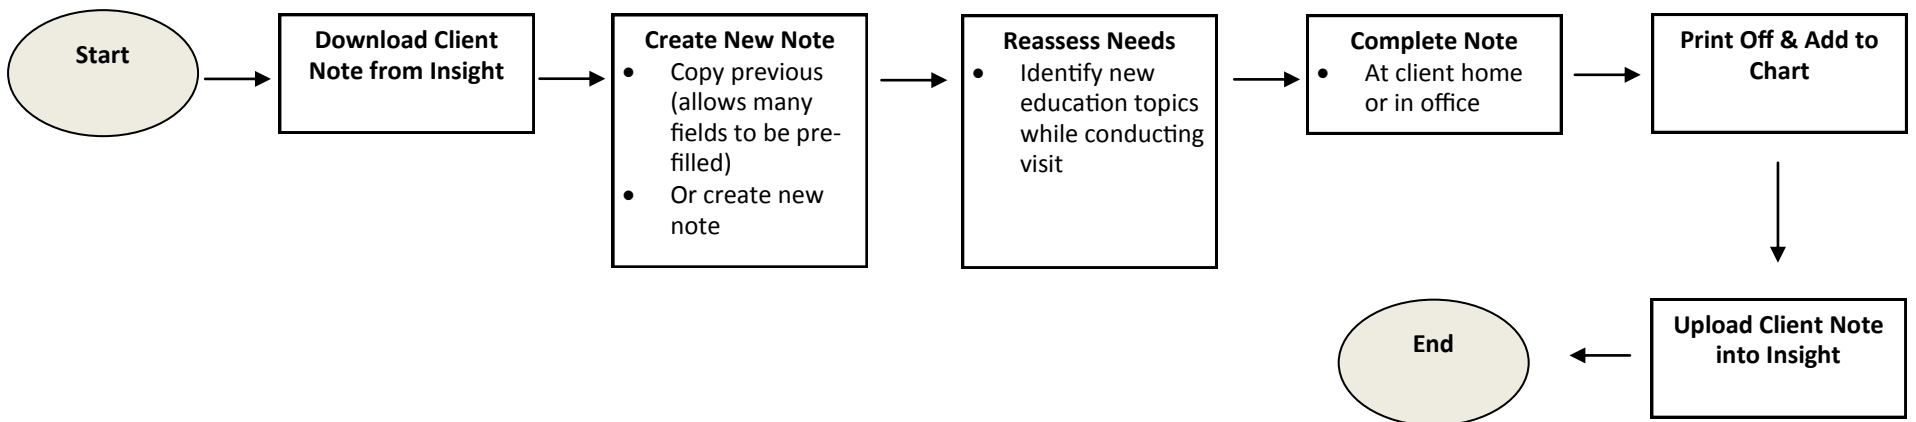 Start
Download Client
Note from Insight
Create New Note
• Copy previous
(allows many
fields to be pre-
filled)
• Or create new
note
Reassess Needs
• Identify new
education topics
while conducting
visit
Complete Note
• At client home
or in office
Print Off & Add to
Chart
Upload Client Note
into Insight
End